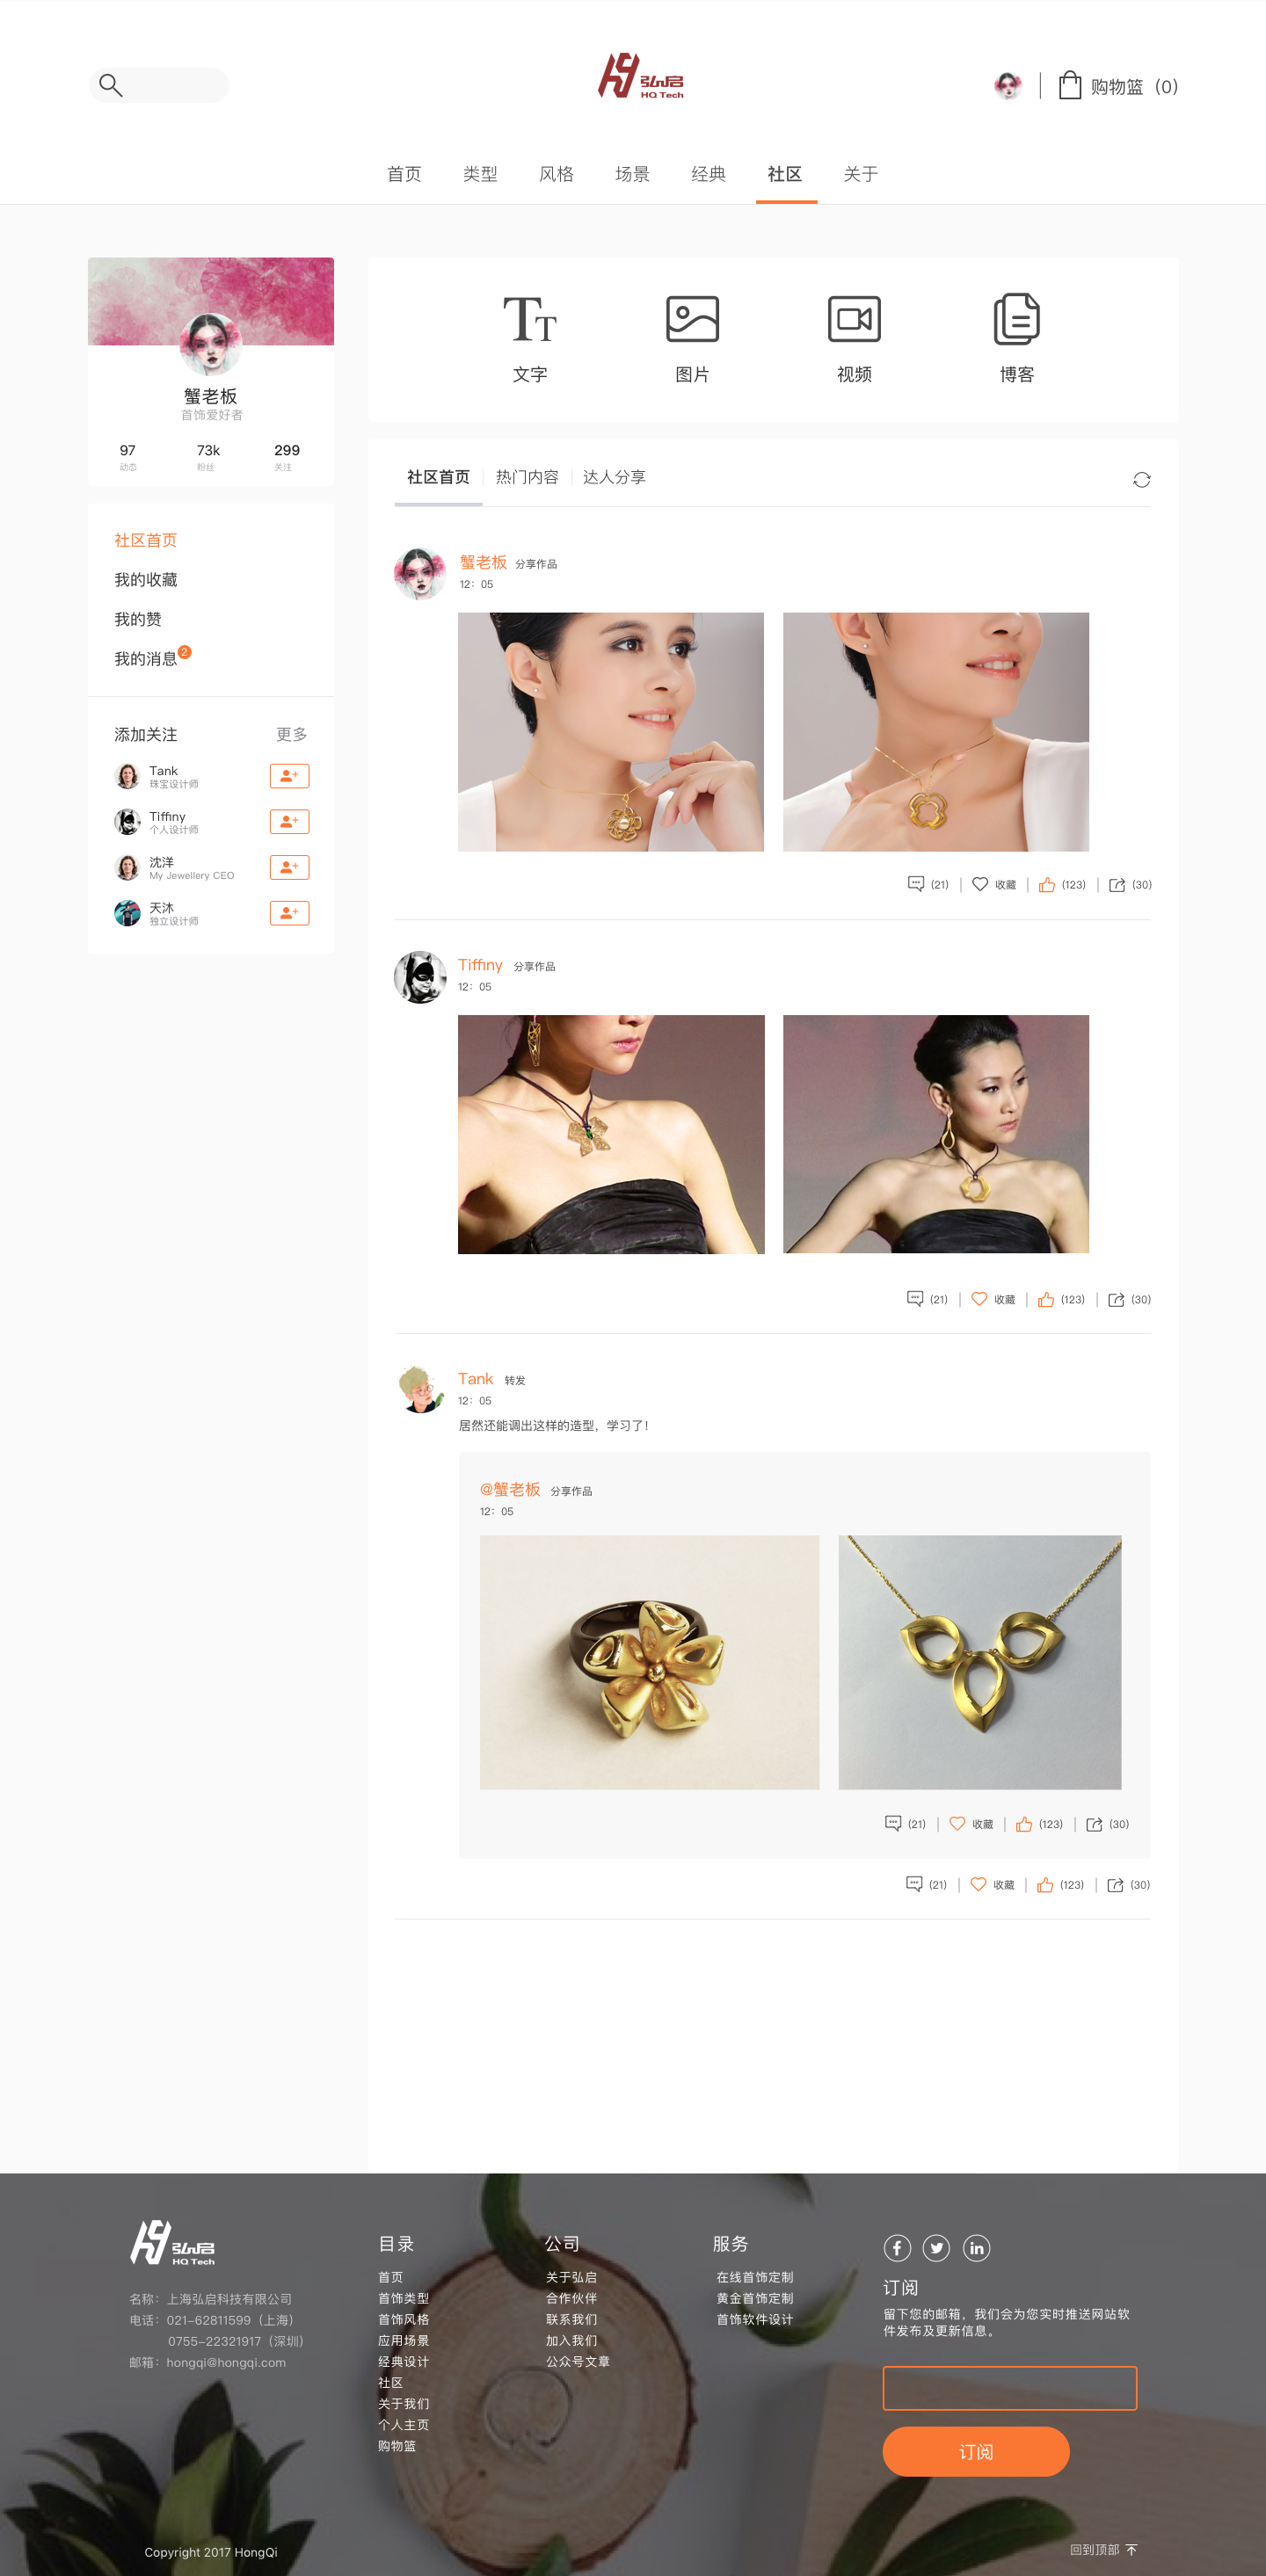 弘启
HQ Tech
购物篮（0）
首页 类型 风格 场景 经典 社区 关于
蟹老板
首饰爱好者
97 73k 299
动态 粉丝 关注
社区首页
我的收藏
我的赞
我的消息 2
添加关注 更多
Tank
珠宝设计师
Tiffiny
个人设计师
沈洋
My Jewellery CEO
天沐
独立设计师
TT
文字 图片 视频 博客
社区首页 热门内容 达人分享
蟹老板 分享作品
12：05
(21) 收藏 (123) (30)
Tiffiny 分享作品
12：05
(21) 收藏 (123) (30)
Tank 转发
12：05
居然还能调出这样的造型，学习了！
@蟹老板 分享作品
12：05
(21) 收藏 (123) (30)
(21) 收藏 (123) (30)
弘启
HQ Tech
名称：上海弘启科技有限公司
电话：021-62811599（上海）
0755-22321917（深圳）
邮箱：hongqi@hongqi.com
目录
首页
首饰类型
首饰风格
应用场景
经典设计
社区
关于我们
个人主页
购物篮
公司
关于弘启
合作伙伴
联系我们
加入我们
公众号文章
服务
在线首饰定制
黄金首饰定制
首饰软件设计
订阅
留下您的邮箱，我们会为您实时推送网站软
件发布及更新信息。
订阅
Copyright 2017 HongQi
回到顶部